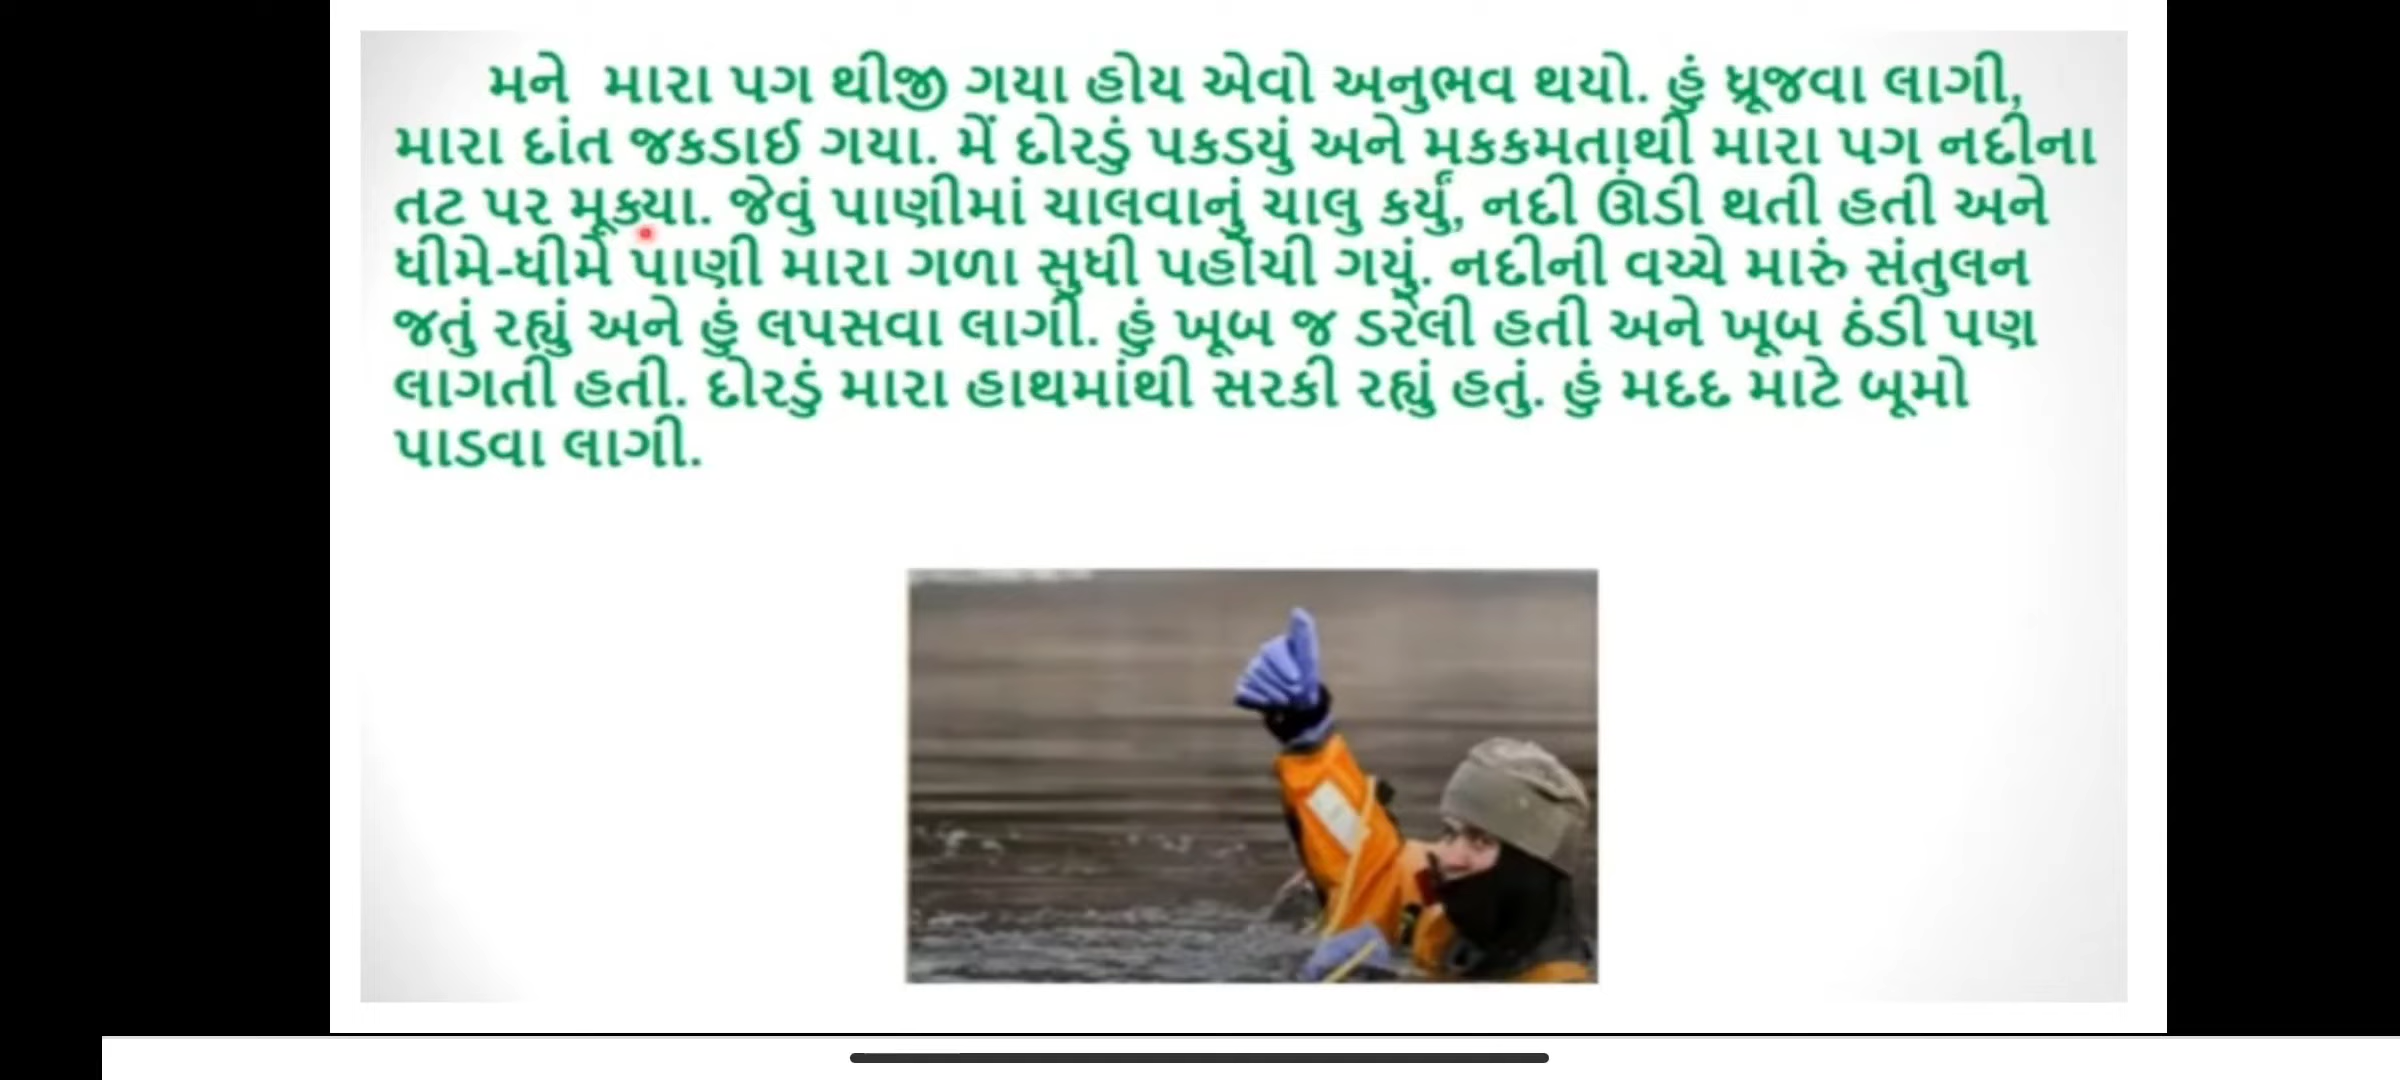 મને મારા પગ થીજી ગયા હોય એવો અનુભવ થયો. હું ધ્રૂજવા લાગી,
મારા દાંત જકડાઈ ગયા. મેં દોરડું પકડયું અને મકકમતાથી મારા પગ નદીના
તટ પર મૂક્યા. જેવું પાણીમાં ચાલવાનું ચાલુ કર્યું, નદી ઊંડી થતી હતી અને
ધીમે-ધીમે પાણી મારા ગળા સુધી પહોંચી ગયું. નદીની વચ્ચે મારું સંતુલન
જતું રહ્યું અને હું લપસવા લાગી. હું ખૂબ જ ડરેલી હતી અને ખૂબ ઠંડી પણ
લાગતી હતી. દોરડું મારા હાથમાંથી સરકી રહ્યું હતું. હું મદદ માટે બૂમો
પાડવા લાગી.